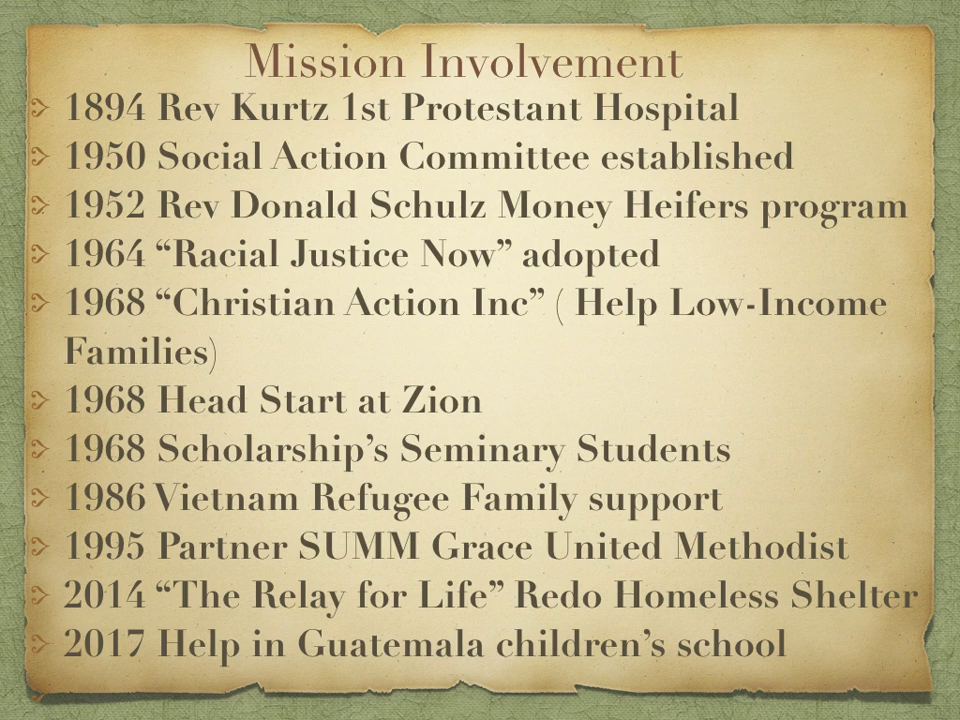 Mission Involvement
1894 Rev Kurtz 1st Protestant Hospital
1950 Social Action Committee established
1952 Rev Donald Schulz Money Heifers program
1964 “Racial Justice Now” adopted
1968 “Christian Action Inc” ( Help Low-Income
Families)
1968 Head Start at Zion
1968 Scholarship’s Seminary Students
1986 Vietnam Refugee Family support
1995 Partner SUMM Grace United Methodist
2014 “The Relay for Life” Redo Homeless Shelter
2017 Help in Guatemala children’s school